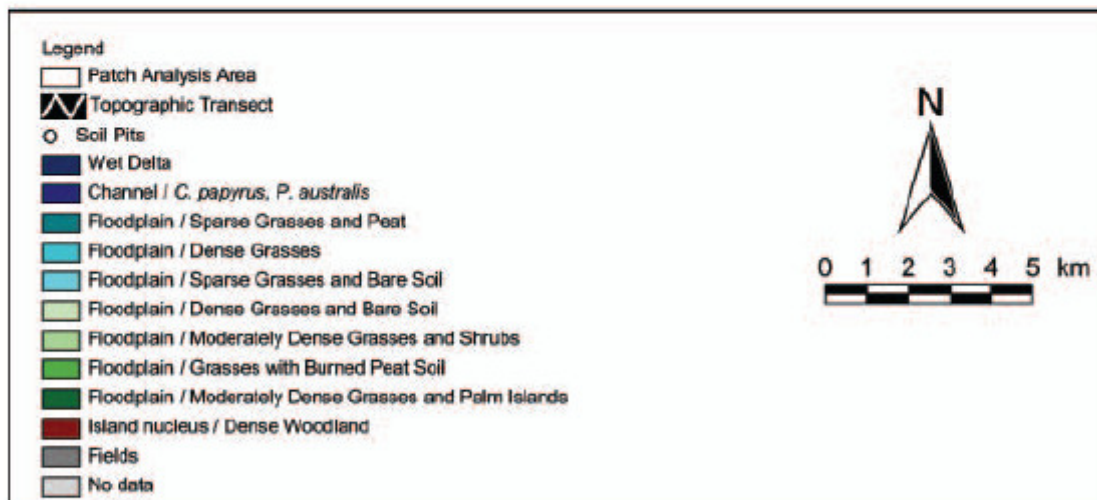 Legend
Patch Analysis Area
Topographic Transect
Soil Pits
Wet Delta
Channel / C. papyrus, P. australis
Floodplain / Sparse Grasses and Peat
Floodplain / Dense Grasses
Floodplain / Sparse Grasses and Bare Soil
Floodplain / Dense Grasses and Bare Soil
Floodplain / Moderately Dense Grasses and Shrubs
Floodplain / Grasses with Burned Peat Soil
Floodplain / Moderately Dense Grasses and Palm Islands
Island nucleus / Dense Woodland
Fields
No data
N
0 1 2 3 4 5 km